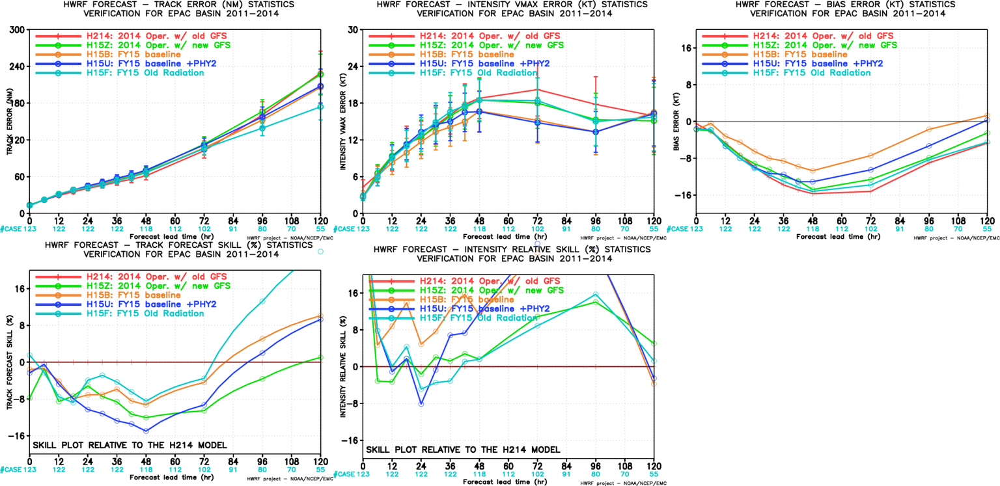 HWRF FORECAST – TRACK ERROR (NM) STATISTICS
VERIFICATION FOR EPAC BASIN 2011–2014
300
240
180
120
60
0
TRACK ERROR (NM)
H214: 2014 Oper. w/ old GFS
H15Z: 2014 Oper. w/ new GFS
H15B: FY15 baseline
H15U: FY15 baseline +PHY2
H15F: FY15 Old Radiation
0 12 24 36 48 60 72 84 96 108 120
#CASE 123 122 122 122 118 112 102 91 80 70 55
Forecast lead time (hr)
HWRF project – NOAA/NCEP/EMC
HWRF FORECAST – INTENSITY VMAX ERROR (KT) STATISTICS
VERIFICATION FOR EPAC BASIN 2011–2014
30
24
18
12
6
0
INTENSITY VMAX ERROR (KT)
H214: 2014 Oper. w/ old GFS
H15Z: 2014 Oper. w/ new GFS
H15B: FY15 baseline
H15U: FY15 baseline +PHY2
H15F: FY15 Old Radiation
0 12 24 36 48 60 72 84 96 108 120
#CASE 123 122 122 122 118 112 102 91 80 70 55
Forecast lead time (hr)
HWRF project – NOAA/NCEP/EMC
HWRF FORECAST – BIAS ERROR (KT) STATISTICS
VERIFICATION FOR EPAC BASIN 2011–2014
16
8
0
–8
–16
BIAS ERROR (KT)
H214: 2014 Oper. w/ old GFS
H15Z: 2014 Oper. w/ new GFS
H15B: FY15 baseline
H15U: FY15 baseline +PHY2
H15F: FY15 Old Radiation
0 12 24 36 48 60 72 84 96 108 120
#CASE 123 122 122 122 118 112 102 91 80 70 55
Forecast lead time (hr)
HWRF project – NOAA/NCEP/EMC
HWRF FORECAST – TRACK FORECAST SKILL (%) STATISTICS
VERIFICATION FOR EPAC BASIN 2011–2014
16
8
0
–8
–16
TRACK FORECAST SKILL (%)
H214: 2014 Oper. w/ old GFS
H15Z: 2014 Oper. w/ new GFS
H15B: FY15 baseline
H15U: FY15 baseline +PHY2
H15F: FY15 Old Radiation
SKILL PLOT RELATIVE TO THE H214 MODEL
0 12 24 36 48 60 72 84 96 108 120
#CASE 123 122 122 122 118 112 102 91 80 70 55
Forecast lead time (hr)
HWRF project – NOAA/NCEP/EMC
HWRF FORECAST – INTENSITY RELATIVE SKILL (%) STATISTICS
VERIFICATION FOR EPAC BASIN 2011–2014
16
8
0
–8
–16
INTENSITY RELATIVE SKILL (%)
H214: 2014 Oper. w/ old GFS
H15Z: 2014 Oper. w/ new GFS
H15B: FY15 baseline
H15U: FY15 baseline +PHY2
H15F: FY15 Old Radiation
SKILL PLOT RELATIVE TO THE H214 MODEL
0 12 24 36 48 60 72 84 96 108 120
#CASE 123 122 122 122 118 112 102 91 80 70 55
Forecast lead time (hr)
HWRF project – NOAA/NCEP/EMC